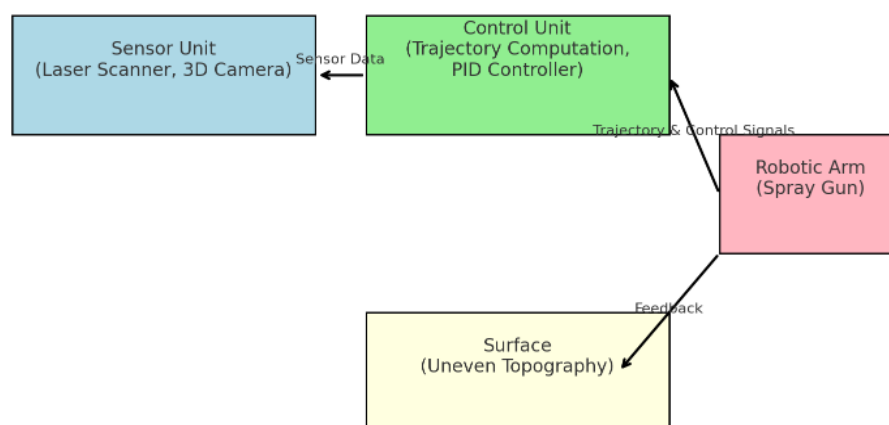 Sensor Unit
(Laser Scanner, 3D Camera)
Sensor Data
Control Unit
(Trajectory Computation,
PID Controller)
Trajectory & Control Signals
Robotic Arm
(Spray Gun)
Feedback
Surface
(Uneven Topography)